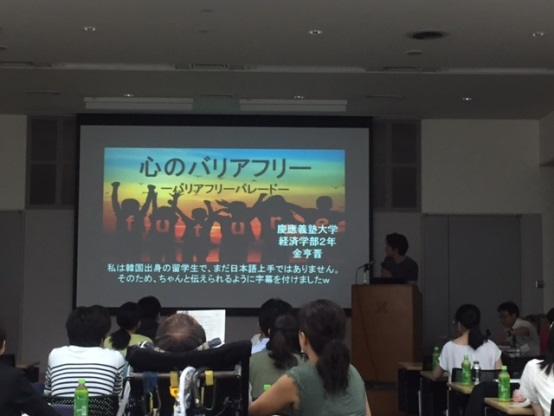 心のバリアフリー
ーバリアフリーパレードー
future
慶應義塾大学
経済学部2年
金亨晋
私は韓国出身の留学生で、まだ日本語上手ではありません。
そのため、ちゃんと伝えられるように字幕を付けましたw